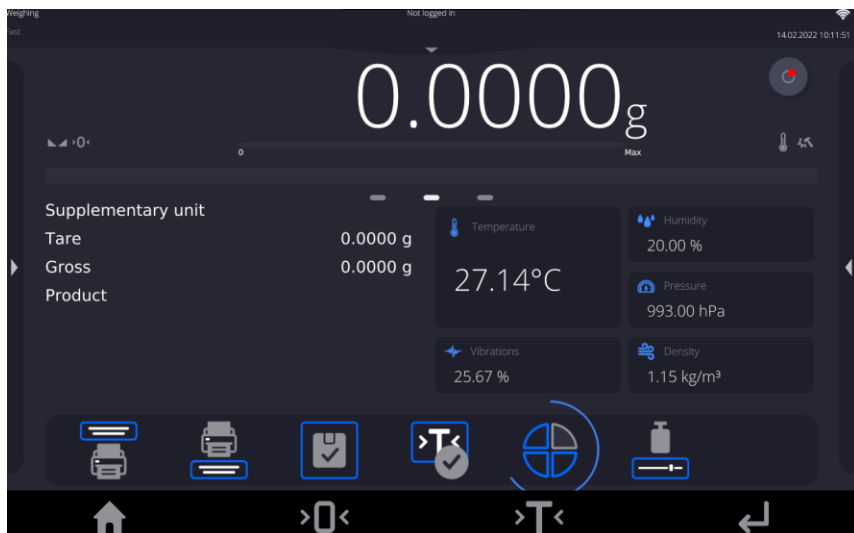 Weighing
Not logged in
Fast
14.02.2022 10:11:51
0.0000g
>0<
0
Max
Supplementary unit
Tare 0.0000 g
Gross 0.0000 g
Product
Temperature
27.14°C
Humidity
20.00 %
Pressure
993.00 hPa
Vibrations
25.67 %
Density
1.15 kg/m³
>T<
>0<
>T<